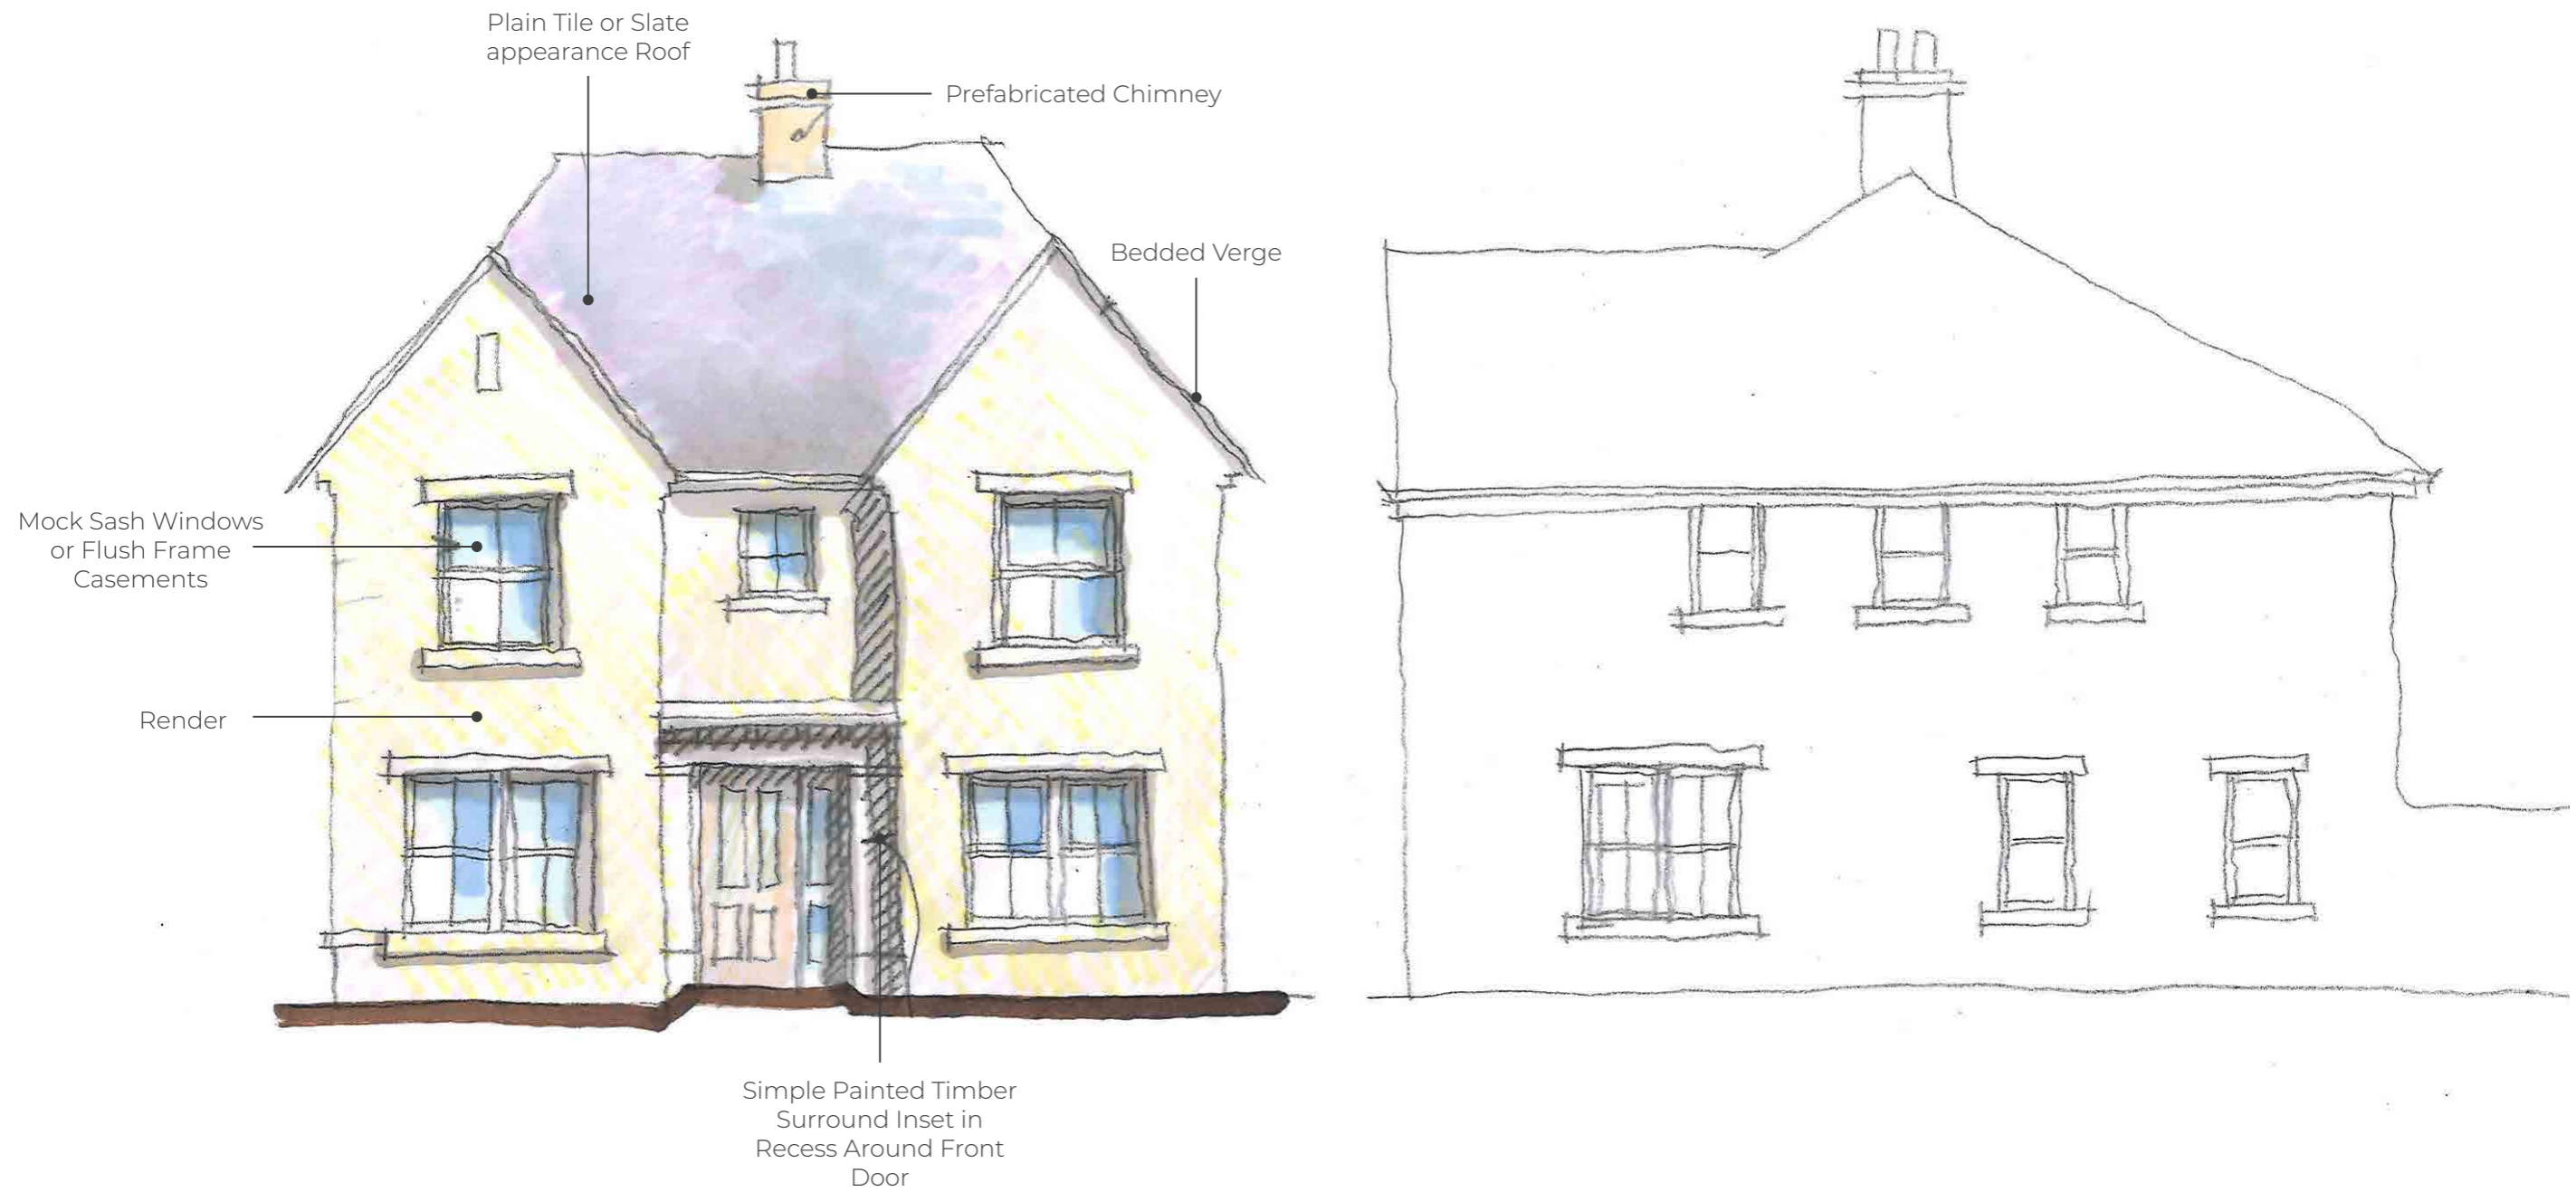 Plain Tile or Slate
appearance Roof
Prefabricated Chimney
Bedded Verge
Mock Sash Windows
or Flush Frame
Casements
Render
Simple Painted Timber
Surround Inset in
Recess Around Front
Door